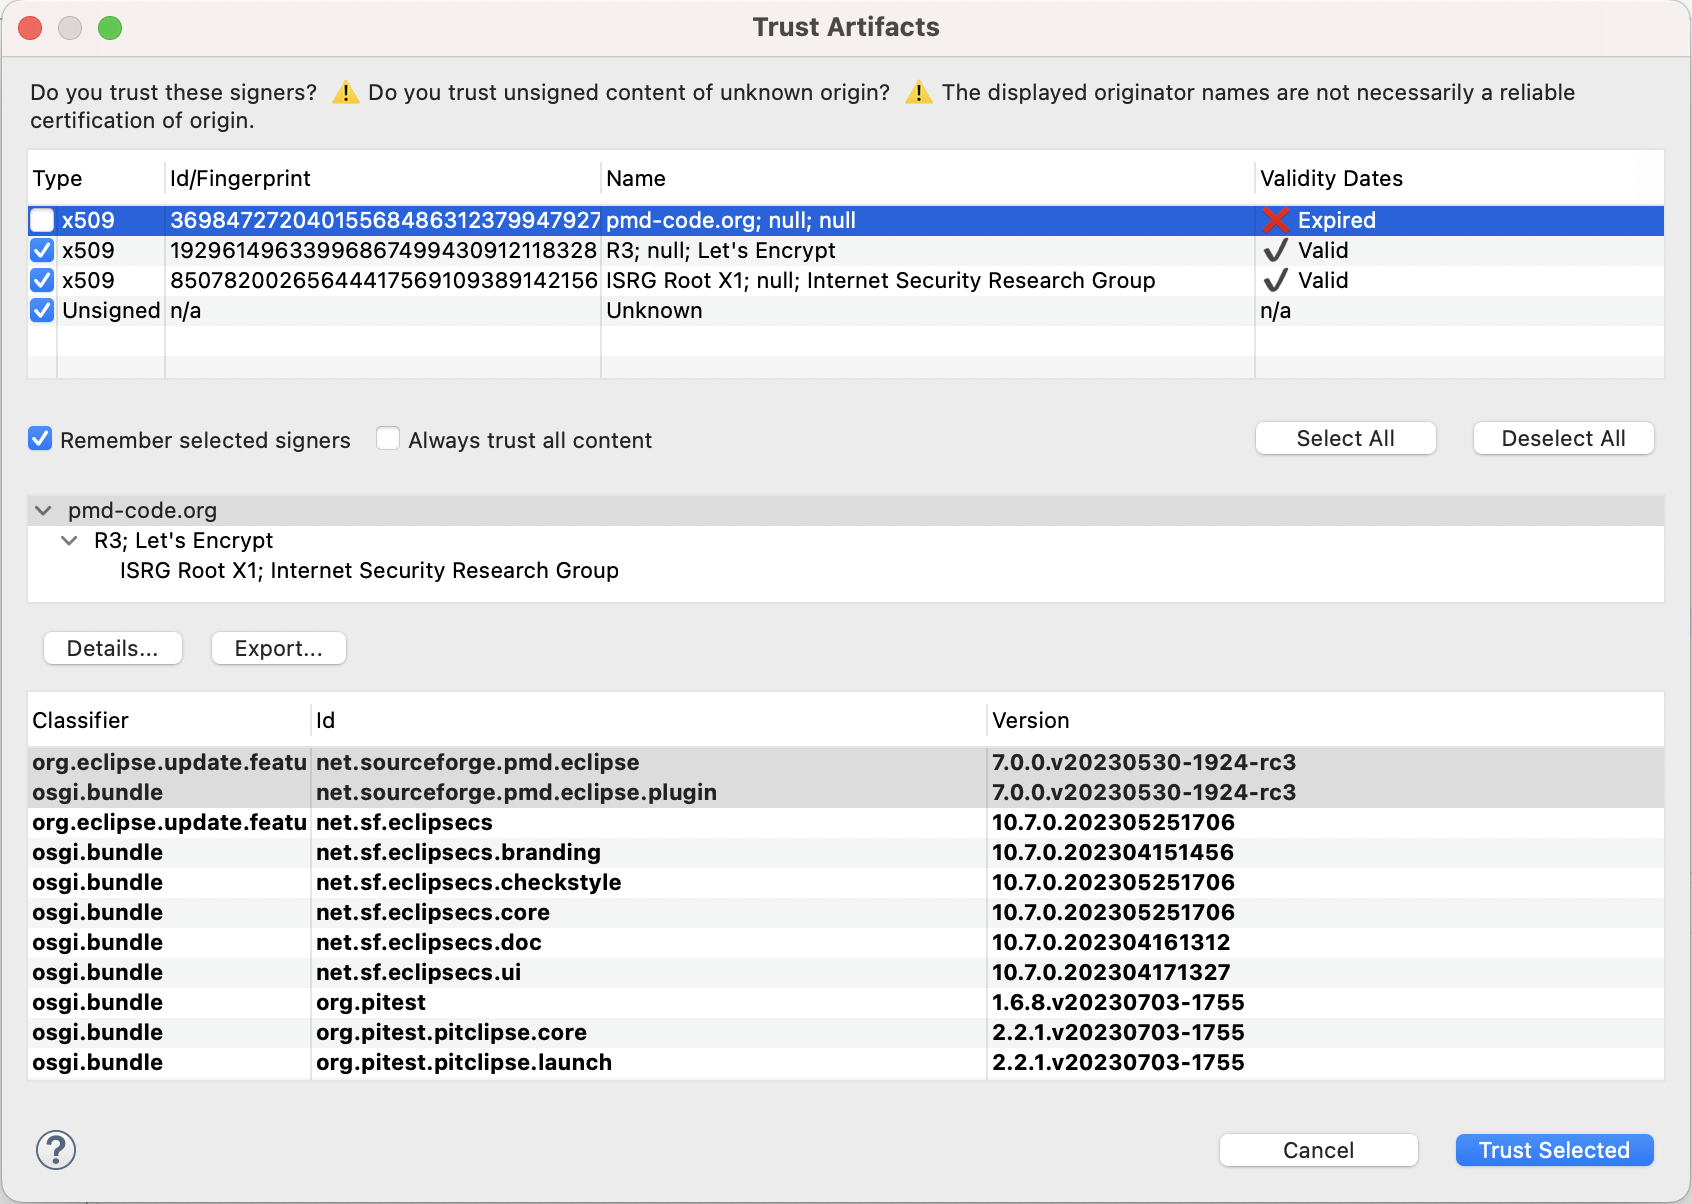 Trust Artifacts
Do you trust these signers? Do you trust unsigned content of unknown origin? The displayed originator names are not necessarily a reliable
certification of origin.
Type Id/Fingerprint Name Validity Dates
x509 36984727204015568486312379947927 pmd-code.org; null; null Expired
x509 192961496339968674994309121183 28 R3; null; Let's Encrypt Valid
x509 85078200265644417569109389142156 ISRG Root X1; null; Internet Security Research Group Valid
Unsigned n/a Unknown n/a
Remember selected signers Always trust all content Select All Deselect All
pmd-code.org
R3; Let's Encrypt
ISRG Root X1; Internet Security Research Group
Details... Export...
Classifier Id Version
org.eclipse.update.featu net.sourceforge.pmd.eclipse 7.0.0.v20230530-1924-rc3
osgi.bundle net.sourceforge.pmd.eclipse.plugin 7.0.0.v20230530-1924-rc3
org.eclipse.update.featu net.sf.eclipsecs 10.7.0.202305251706
osgi.bundle net.sf.eclipsecs.branding 10.7.0.202304151456
osgi.bundle net.sf.eclipsecs.checkstyle 10.7.0.202305251706
osgi.bundle net.sf.eclipsecs.core 10.7.0.202305251706
osgi.bundle net.sf.eclipsecs.doc 10.7.0.202304161312
osgi.bundle net.sf.eclipsecs.ui 10.7.0.202304171327
osgi.bundle org.pitest 1.6.8.v20230703-1755
osgi.bundle org.pitest.pitclipse.core 2.2.1.v20230703-1755
osgi.bundle org.pitest.pitclipse.launch 2.2.1.v20230703-1755
? Cancel Trust Selected